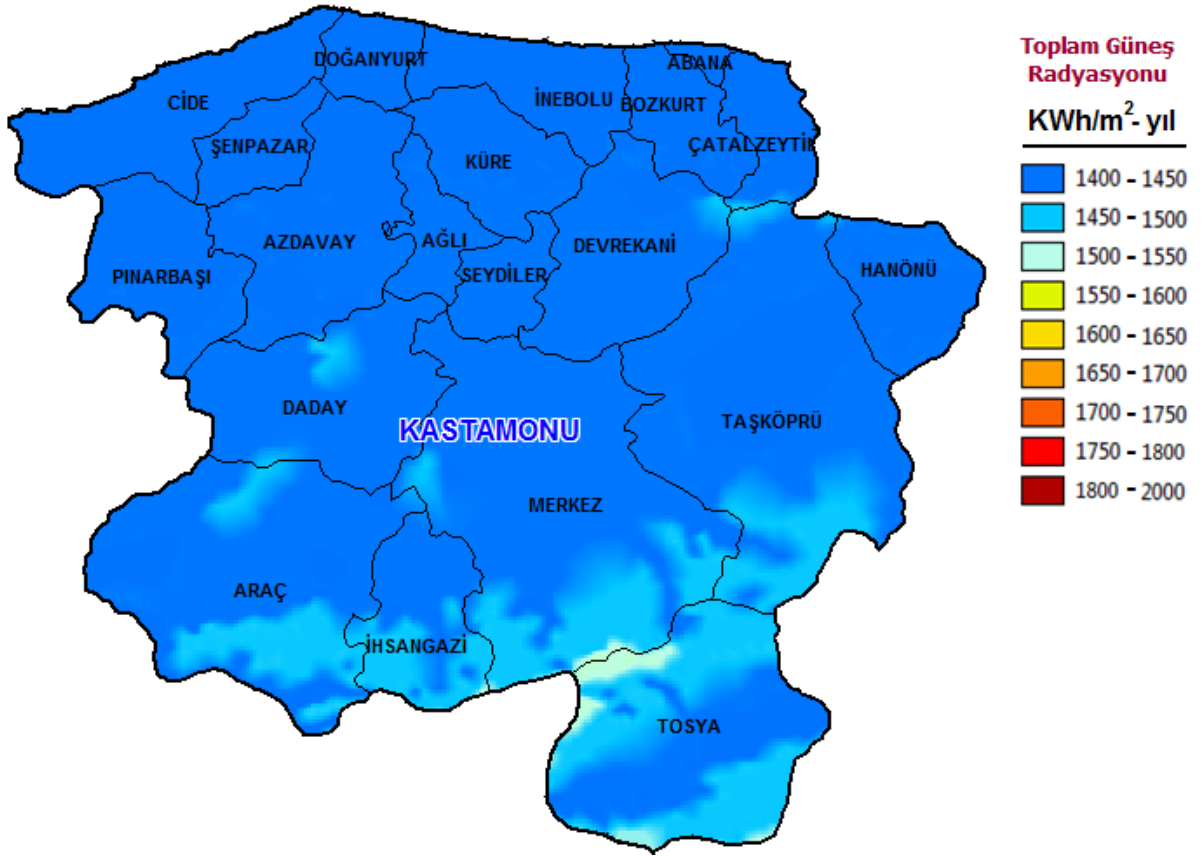 DOĞANYURT
ABANA
CİDE
İNEBOLU
BOZKURT
ŞENPAZAR
KÜRE
ÇATALZEYTİN
AZDAVAY
AĞLI
DEVREKANİ
PINARBAŞI
SEYDİLER
HANÖNÜ
DADAY
KASTAMONU
TAŞKÖPRÜ
MERKEZ
ARAÇ
İHSANGAZİ
TOSYA
Toplam Güneş
Radyasyonu
KWh/m²- yıl
1400 - 1450
1450 - 1500
1500 - 1550
1550 - 1600
1600 - 1650
1650 - 1700
1700 - 1750
1750 - 1800
1800 - 2000